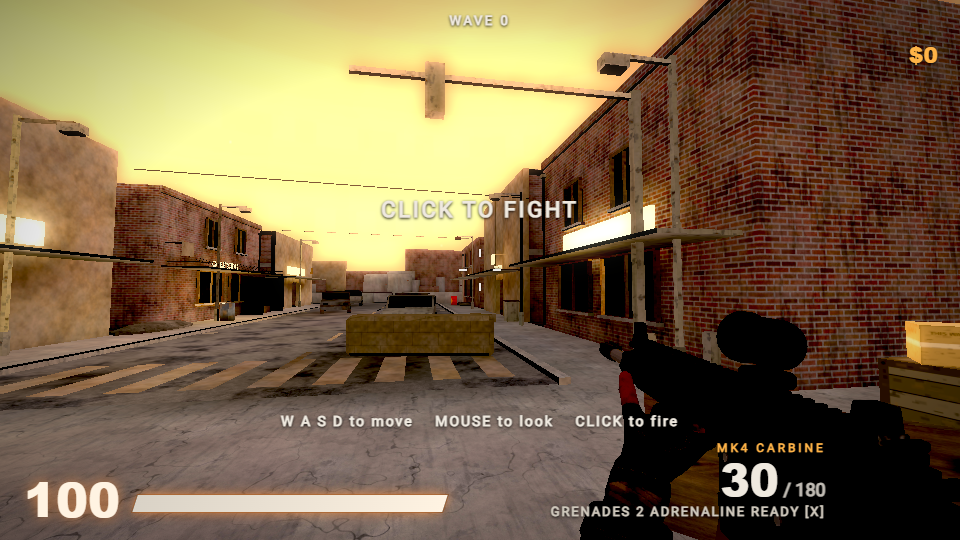 WAVE 0
$0
CLICK TO FIGHT
W A S D to move MOUSE to look CLICK to fire
MK4 CARBINE
30 / 180
100
GRENADES 2 ADRENALINE READY [X]